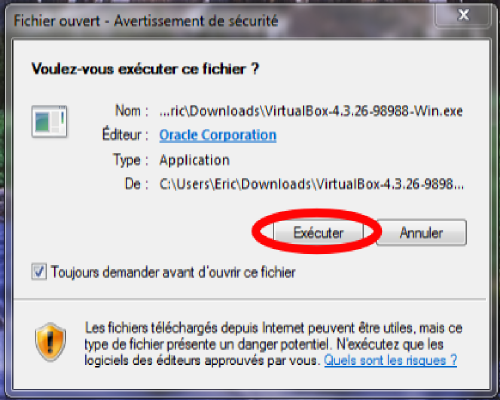 Fichier ouvert - Avertissement de sécurité
Voulez-vous exécuter ce fichier ?
Nom : ...ric\Downloads\VirtualBox-4.3.26-98988-Win.exe
Éditeur : Oracle Corporation
Type : Application
De : C:\Users\Eric\Downloads\VirtualBox-4.3.26-9898...
Exécuter Annuler
Toujours demander avant d'ouvrir ce fichier
Les fichiers téléchargés depuis Internet peuvent être utiles, mais ce
type de fichier présente un danger potentiel. N'exécutez que les
logiciels des éditeurs approuvés par vous. Quels sont les risques ?